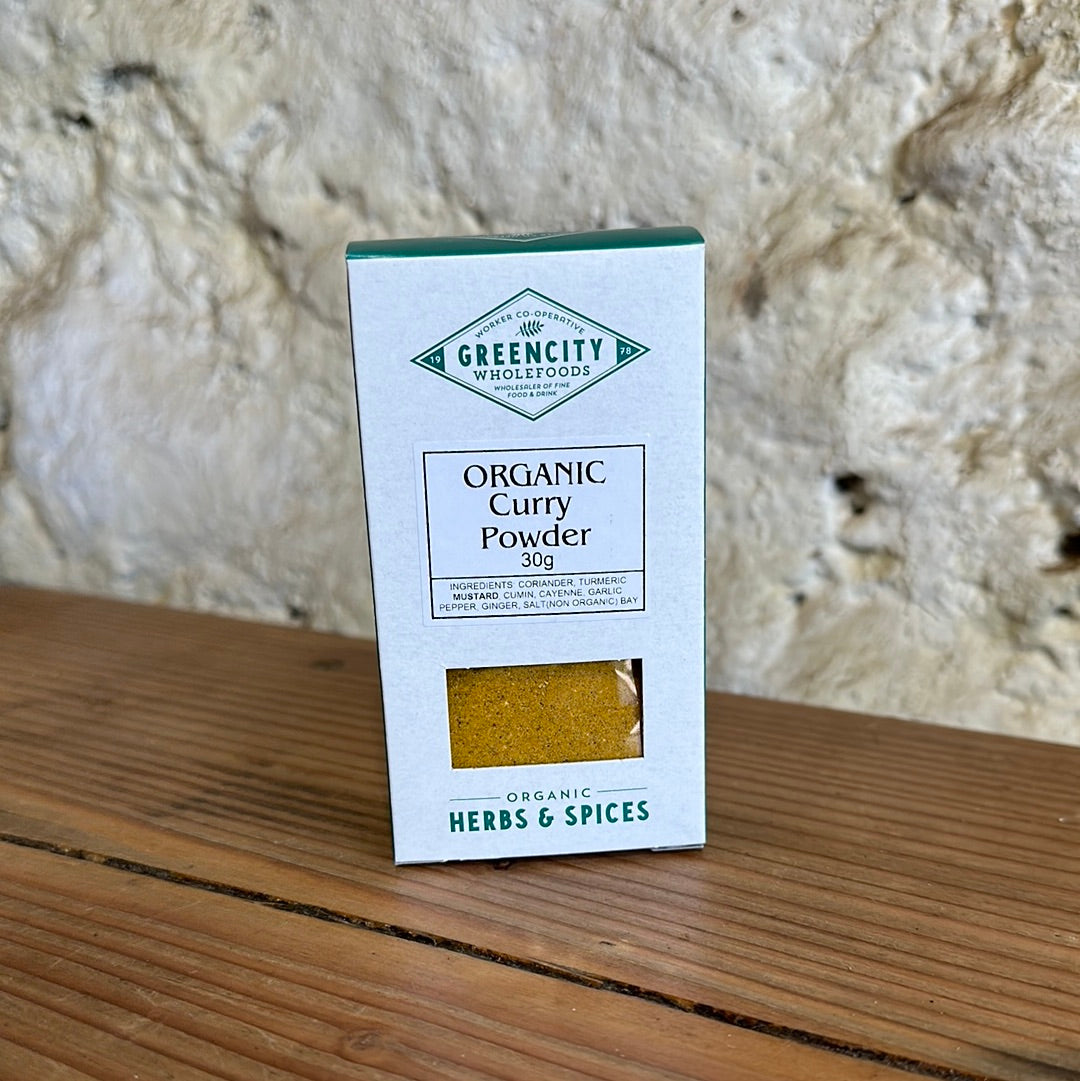 WORKER CO-OPERATIVE
19 GREENCITY 78
WHOLEFOODS
WHOLESALER OF FINE
FOOD & DRINK
ORGANIC
Curry
Powder
30g
INGREDIENTS: CORIANDER, TURMERIC
MUSTARD, CUMIN, CAYENNE, GARLIC
PEPPER, GINGER, SALT(NON ORGANIC) BAY
ORGANIC
HERBS & SPICES